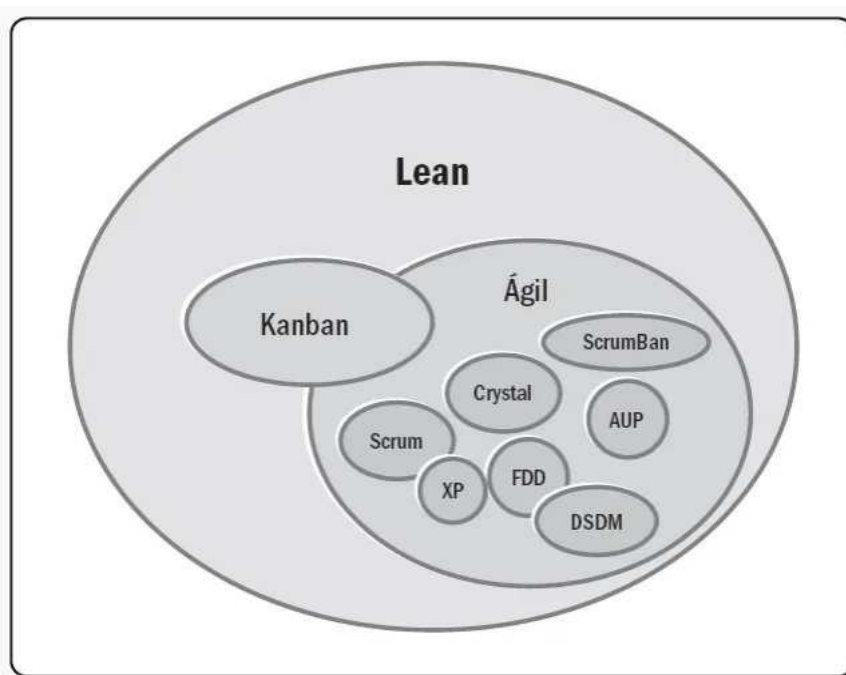 Lean
Ágil
Kanban
ScrumBan
Crystal
AUP
Scrum
FDD
XP
DSDM